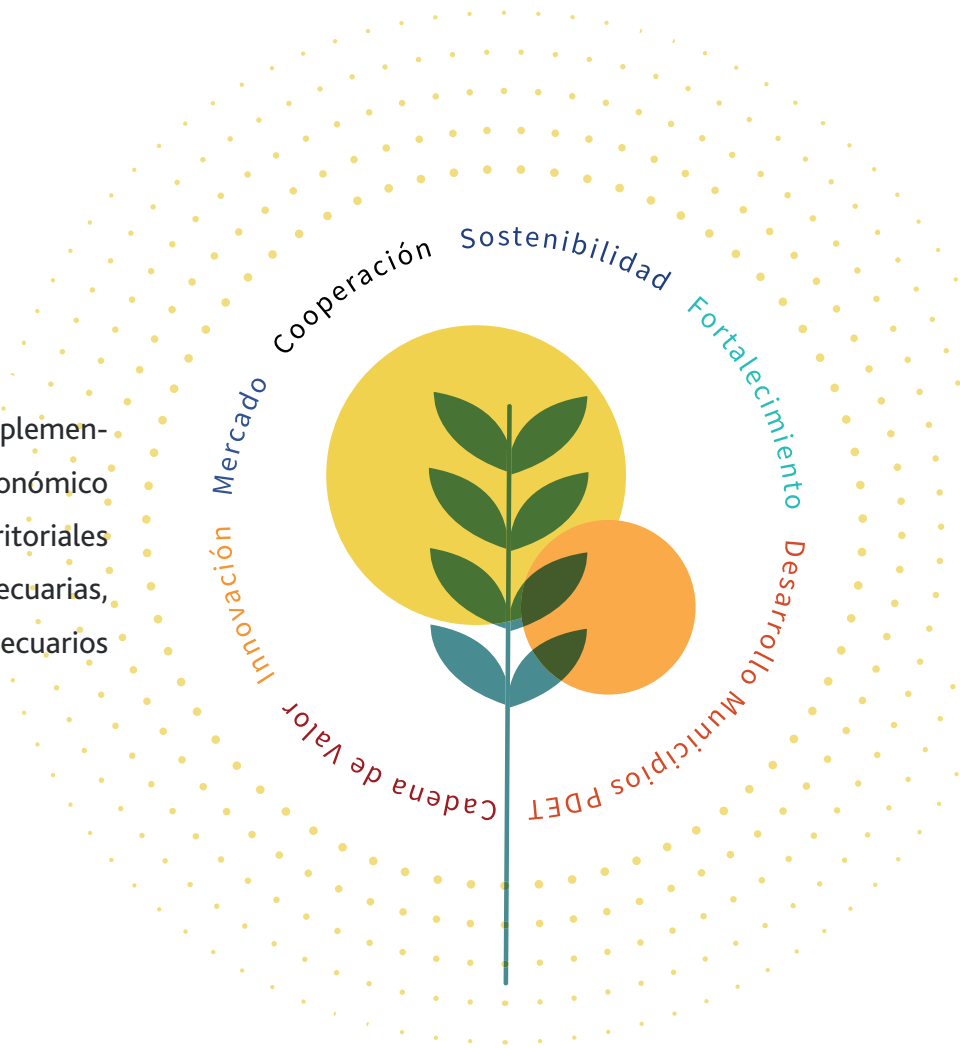 plemen-
onómico
ritoriales
ecuarias,
ecuarios
Cooperación
Sostenibilidad
Fortalecimiento
Desarrollo Municipios PDET
Cadena de Valor
Innovación
Mercado